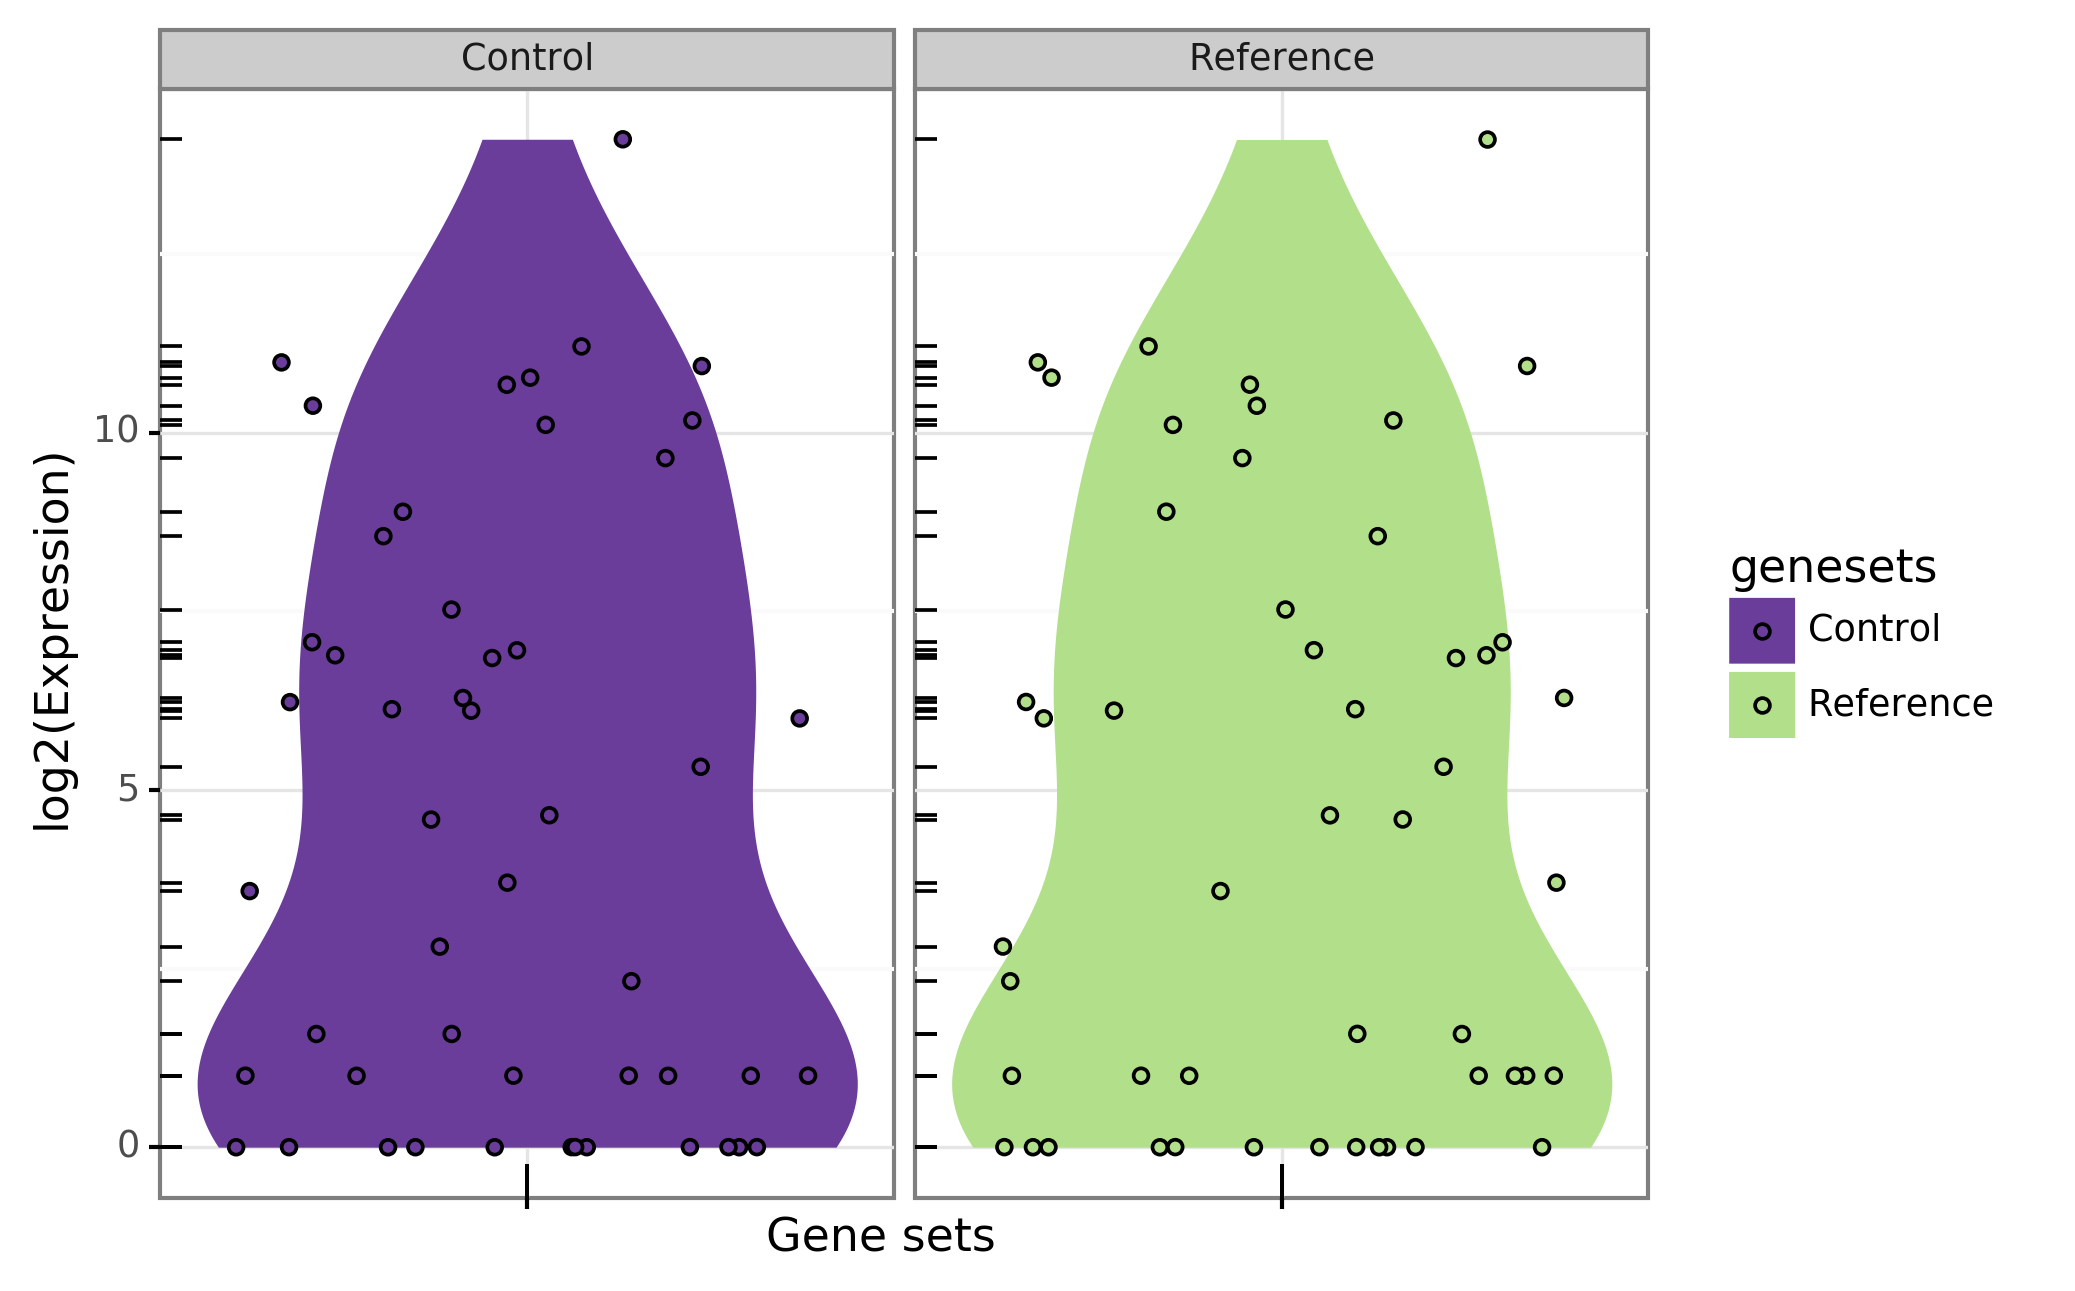 Control
Reference
log2(Expression)
10
5
0
Gene sets
genesets
Control
Reference